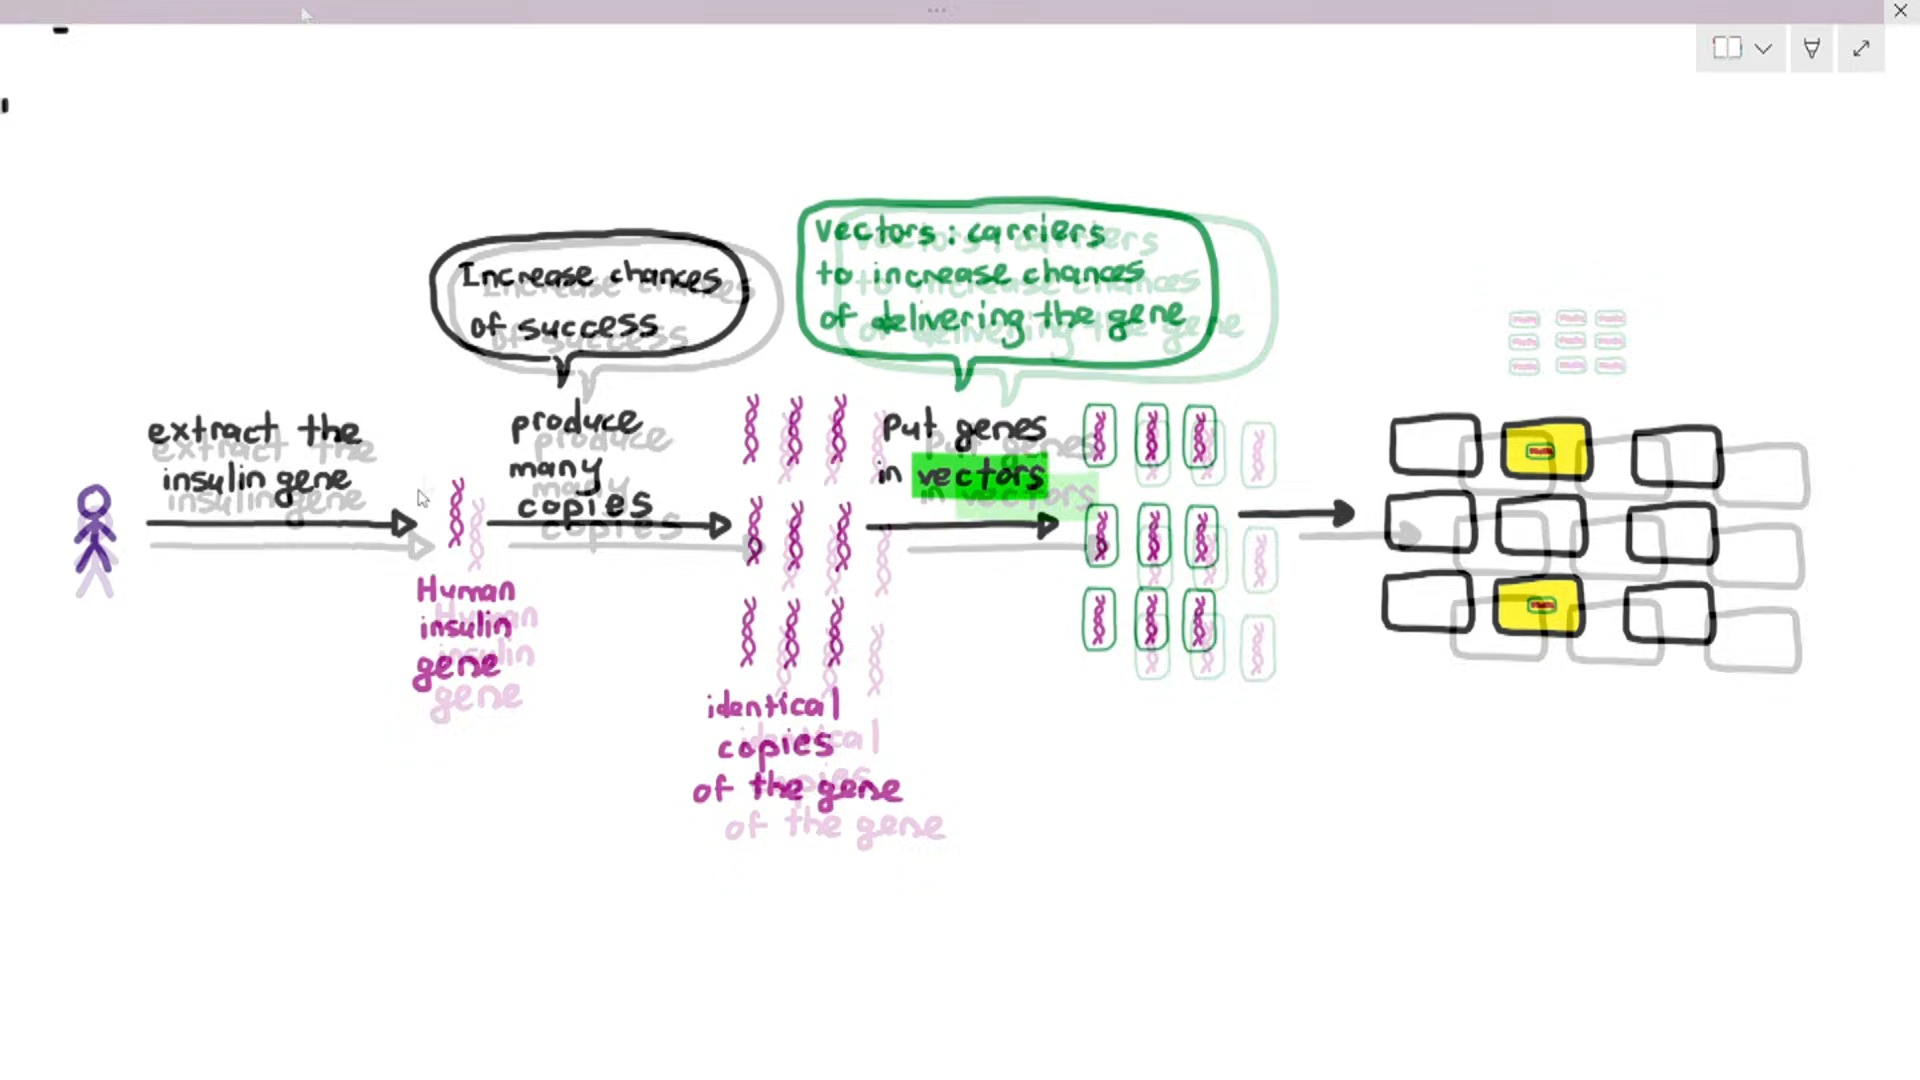 Increase chances
of success
vectors : carriers
to increase chances
of delivering the gene
extract the
insulin gene
produce
many
copies
Put genes
in vectors
Human
insulin
gene
identical
copies
of the gene